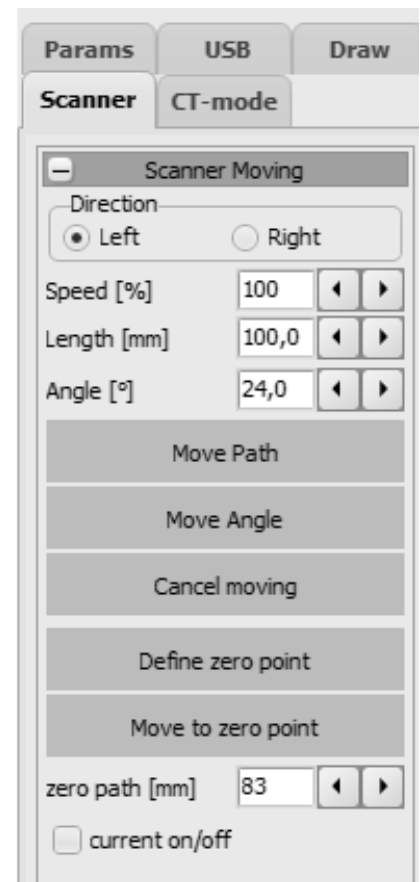 Params USB Draw
Scanner CT-mode
Scanner Moving
Direction
Left Right
Speed [%] 100
Length [mm] 100,0
Angle [°] 24,0
Move Path
Move Angle
Cancel moving
Define zero point
Move to zero point
zero path [mm] 83
current on/off